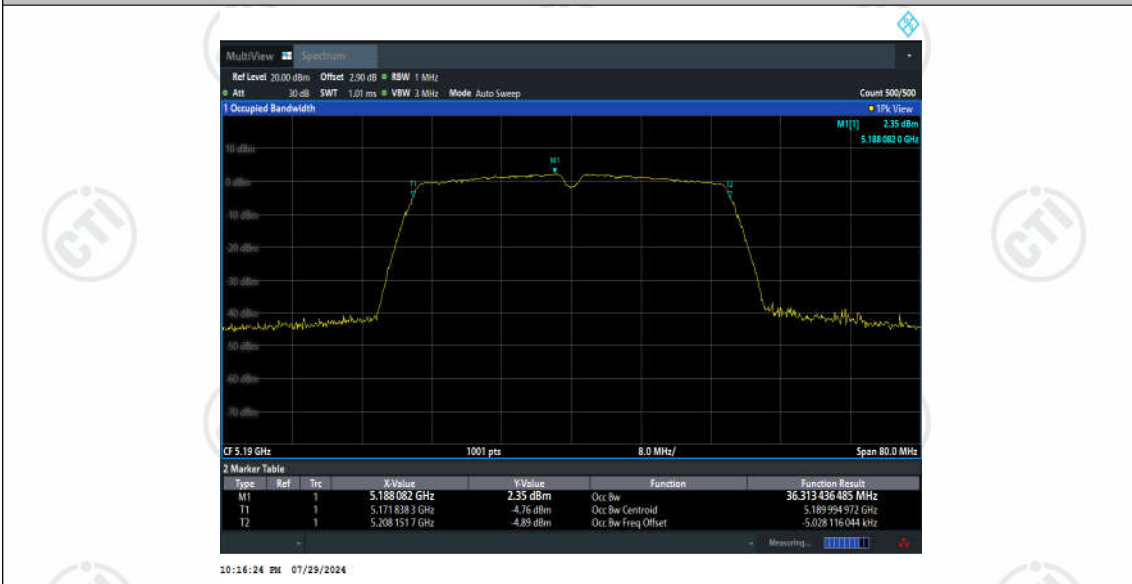 MultiView Spectrum
Ref Level 20.00 dBm Offset 2.90 dB RBW 1 MHz
Att 30 dB SWT 1.01 ms VBW 3 MHz Mode Auto Sweep Count 500/500
1 Occupied Bandwidth 1Pk View
M1[1] 2.35 dBm
5.188 082 0 GHz
10 dBm
M1
0 dBm
T1
T2
-10 dBm
-20 dBm
-30 dBm
-40 dBm
-50 dBm
-60 dBm
-70 dBm
CF 5.19 GHz 1001 pts 8.0 MHz/ Span 80.0 MHz
2 Marker Table
Type Ref Trc X-Value Y-Value Function Function Result
M1 1 5.188 082 GHz 2.35 dBm Occ Bw 36.313 436 485 MHz
T1 1 5.171 838 3 GHz -4.76 dBm Occ Bw Centroid 5.189 994 972 GHz
T2 1 5.208 151 7 GHz -4.89 dBm Occ Bw Freq Offset -5.028 116 044 kHz
Measuring...
10:16:24 PM 07/29/2024
CTI
CTI